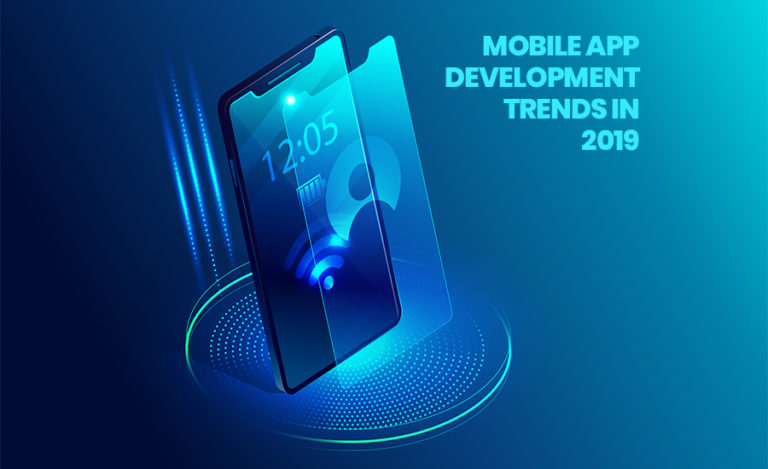 MOBILE APP
DEVELOPMENT
TRENDS IN
2019
12:05